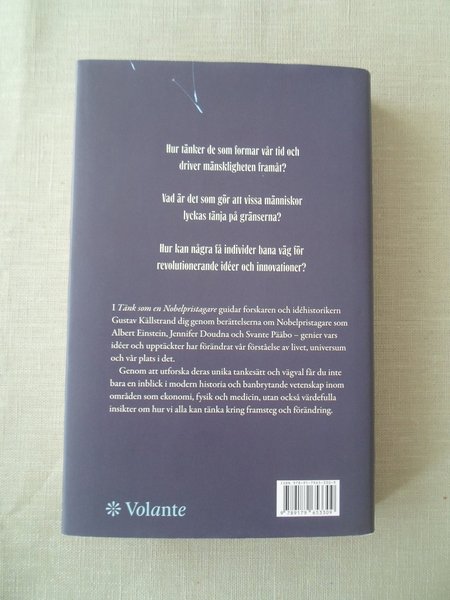 Hur tänker de som formar vår tid och
driver mänskligheten framåt?
Vad är det som gör att vissa människor
lyckas tänja på gränserna?
Hur kan några få individer bana väg för
revolutionerande idéer och innovationer?
I Tänk som en Nobelpristagare guidar forskaren och idéhistorikern
Gustav Källstrand dig genom berättelserna om Nobelpristagare som
Albert Einstein, Jennifer Doudna och Svante Pääbo – genier vars
idéer och upptäckter har förändrat vår förståelse av livet, universum
och vår plats i det.
Genom att utforska deras unika tankesätt och vägval får du inte
bara en inblick i modern historia och banbrytande vetenskap inom
områden som ekonomi, fysik och medicin, utan också värdefulla
insikter om hur vi alla kan tänka kring framsteg och förändring.
ISBN
Volante